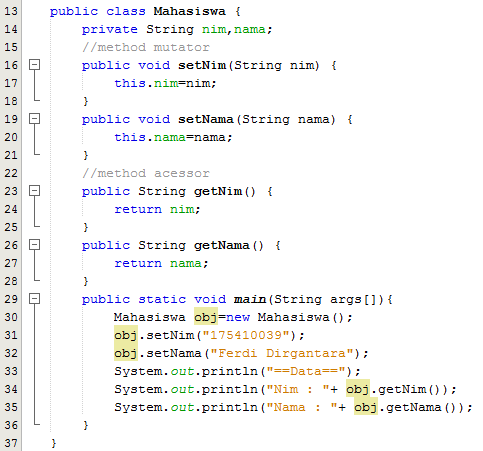 13 public class Mahasiswa {
14 private String nim,nama;
15 //method mutator
16 public void setNim(String nim) {
17 this.nim=nim;
18 }
19 public void setNama(String nama) {
20 this.nama=nama;
21 }
22 //method acessor
23 public String getNim() {
24 return nim;
25 }
26 public String getNama() {
27 return nama;
28 }
29 public static void main(String args[]){
30 Mahasiswa obj=new Mahasiswa();
31 obj.setNim("175410039");
32 obj.setNama("Ferdi Dirgantara");
33 System.out.println("==Data==");
34 System.out.println("Nim : "+ obj.getNim());
35 System.out.println("Nama : "+ obj.getNama());
36 }
37 }